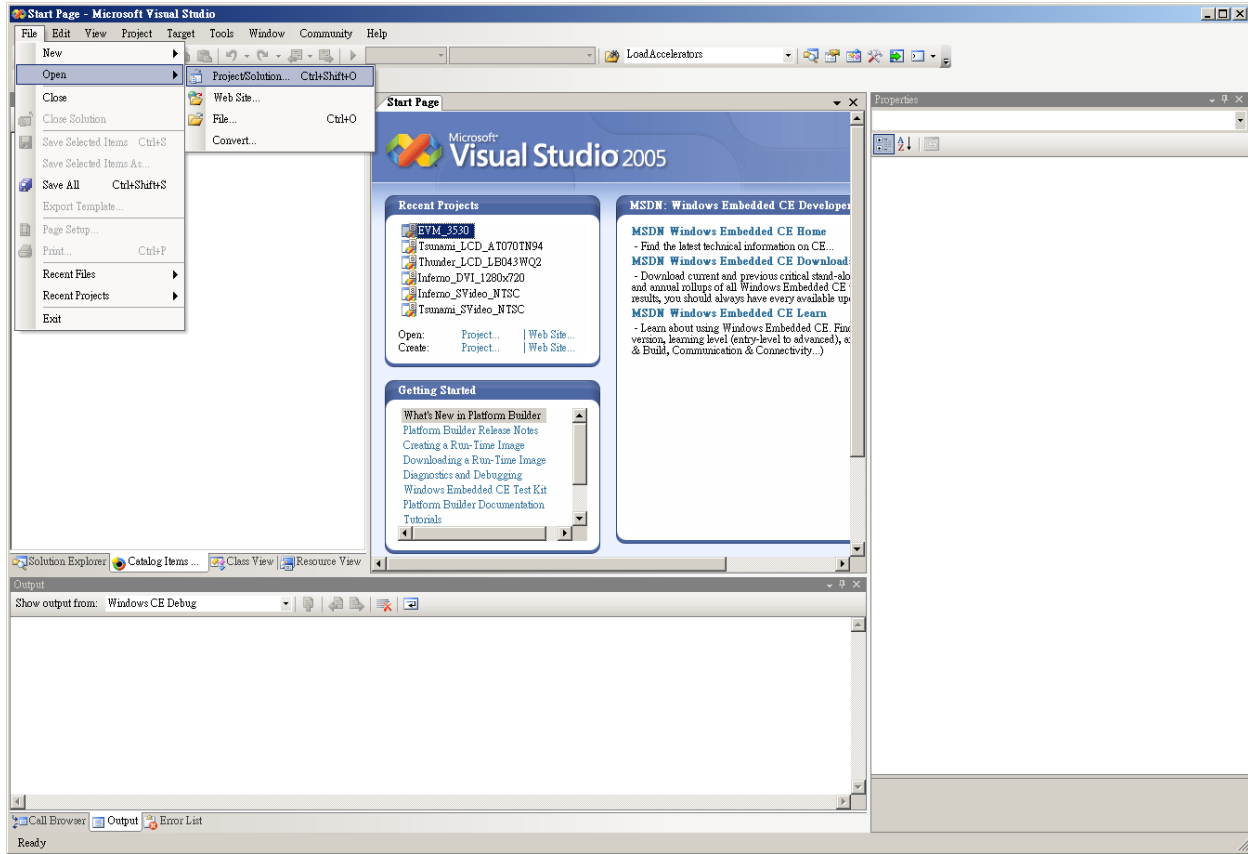 Start Page - Microsoft Visual Studio
File Edit View Project Target Tools Window Community Help
LoadAccelerators
New
Open
Close
Close Solution
Save Selected Items Ctrl+S
Save Selected Items As...
Save All Ctrl+Shift+S
Export Template...
Page Setup...
Print... Ctrl+P
Recent Files
Recent Projects
Exit
Project/Solution... Ctrl+Shift+O
Web Site...
File... Ctrl+O
Convert...
Start Page
Microsoft
Visual Studio 2005
Recent Projects
EVM_3530
Tsunami_LCD_AT070TN94
Thunder_LCD_LB043WQ2
Inferno_DVI_1280x720
Inferno_SVideo_NTSC
Tsunami_SVideo_NTSC
Open: Project... | Web Site...
Create: Project... | Web Site...
Getting Started
What's New in Platform Builder
Platform Builder Release Notes
Creating a Run-Time Image
Downloading a Run-Time Image
Diagnostics and Debugging
Windows Embedded CE Test Kit
Platform Builder Documentation
Tutorials
MSDN: Windows Embedded CE Developer
MSDN Windows Embedded CE Home
- Find the latest technical information on CE...
MSDN Windows Embedded CE Download
- Download current and previous critical stand-alo
and annual rollups of all Windows Embedded CE
results, you should always have every available up
MSDN Windows Embedded CE Learn
- Learn about using Windows Embedded CE. Find
version, learning level (entry-level to advanced), a
& Build, Communication & Connectivity...)
Properties
Solution Explorer Catalog Items ... Class View Resource View
Output
Show output from: Windows CE Debug
Call Browser Output Error List
Ready